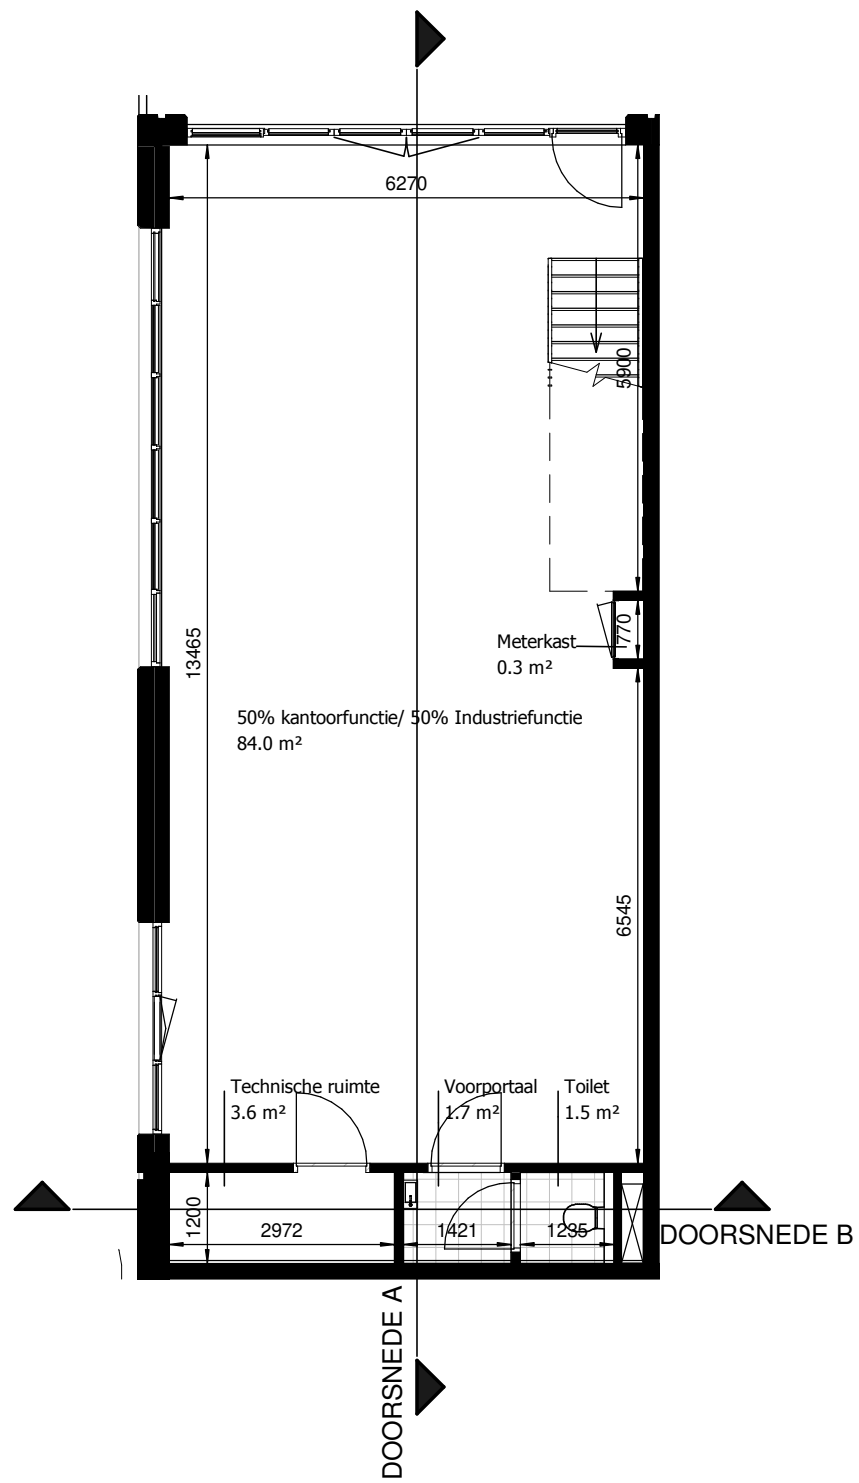 6270
5900
13465
770
Meterkast
0.3 m²
50% kantoorfunctie/ 50% Industriefunctie
84.0 m²
6545
Technische ruimte
3.6 m²
Voorportaal
1.7 m²
Toilet
1.5 m²
1200
2972
1421
1235
DOORSNEDE B
DOORSNEDE A